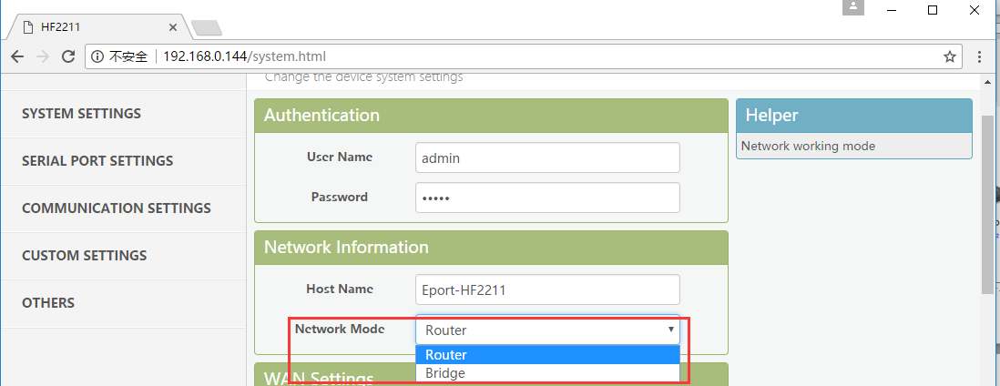 HF2211
不安全
192.168.0.144/system.html
Change the device system settings
SYSTEM SETTINGS
SERIAL PORT SETTINGS
COMMUNICATION SETTINGS
CUSTOM SETTINGS
OTHERS
Authentication
User Name
admin
Password
•••••
Network Information
Host Name
Eport-HF2211
Network Mode
Router
Router
Bridge
WAN Settings
Helper
Network working mode